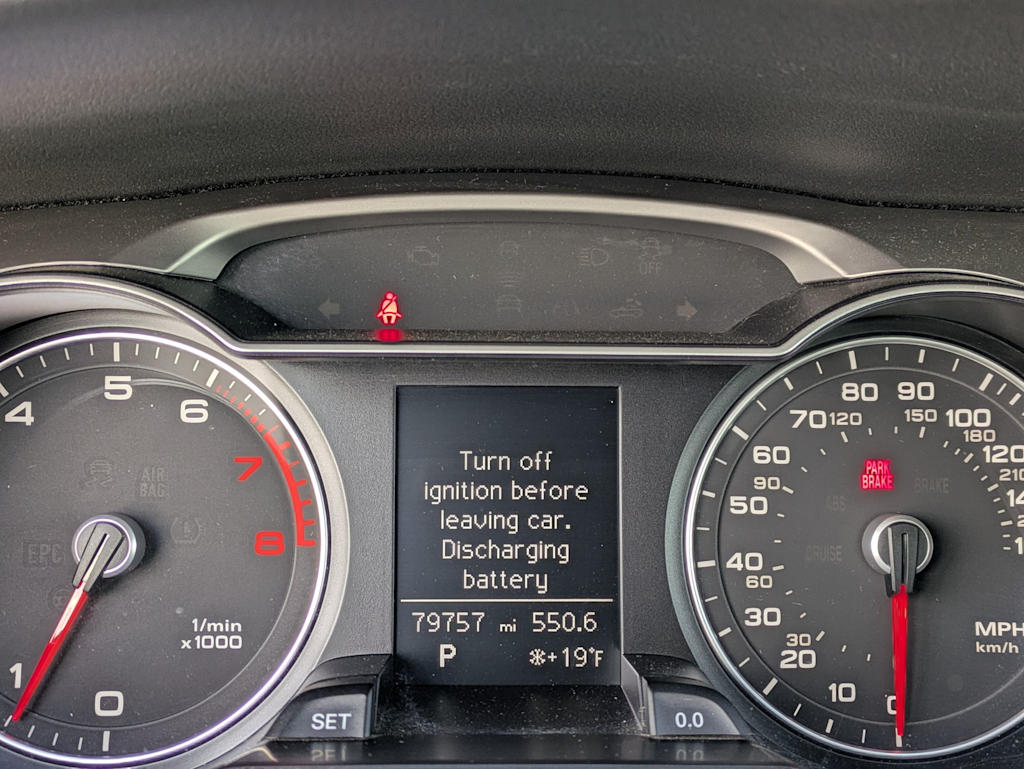 OFF
5
4
6
7
8
AIR
BAG
EPC
1/min
x1000
1
0
SET
Turn off
ignition before
leaving car.
Discharging
battery
79757 mi 550.6
P
+19°F
80
90
70
120
150
100
180
60
120
90
210
50
PARK
BRAKE
BRAKE
ABS
CRUISE
40
60
30
30
20
10
0
MPH
km/h
0.0